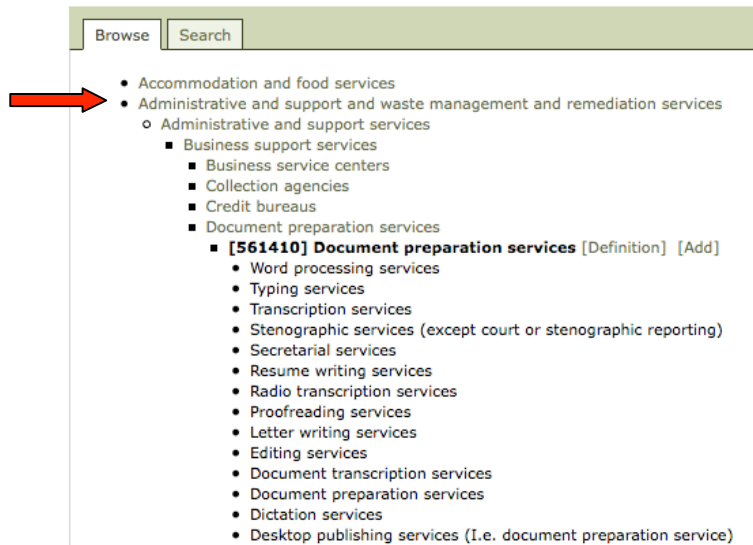 Browse Search
Accommodation and food services
Administrative and support and waste management and remediation services
Administrative and support services
Business support services
Business service centers
Collection agencies
Credit bureaus
Document preparation services
[561410] Document preparation services [Definition] [Add]
Word processing services
Typing services
Transcription services
Stenographic services (except court or stenographic reporting)
Secretarial services
Resume writing services
Radio transcription services
Proofreading services
Letter writing services
Editing services
Document transcription services
Document preparation services
Dictation services
Desktop publishing services (I.e. document preparation service)